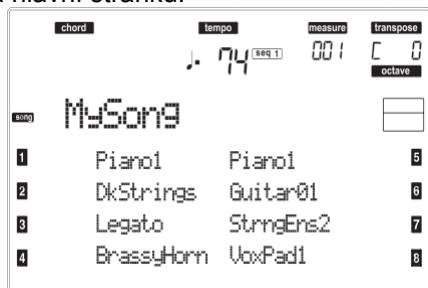 hlavní stránku.
chord tempo measure transpose
♩. 74 seq 1 001 C 0
octave
song MySong
1 Piano1 Piano1 5
2 DkStrings Guitar01 6
3 Legato StrngEns2 7
4 BrassyHorn VoxPad1 8